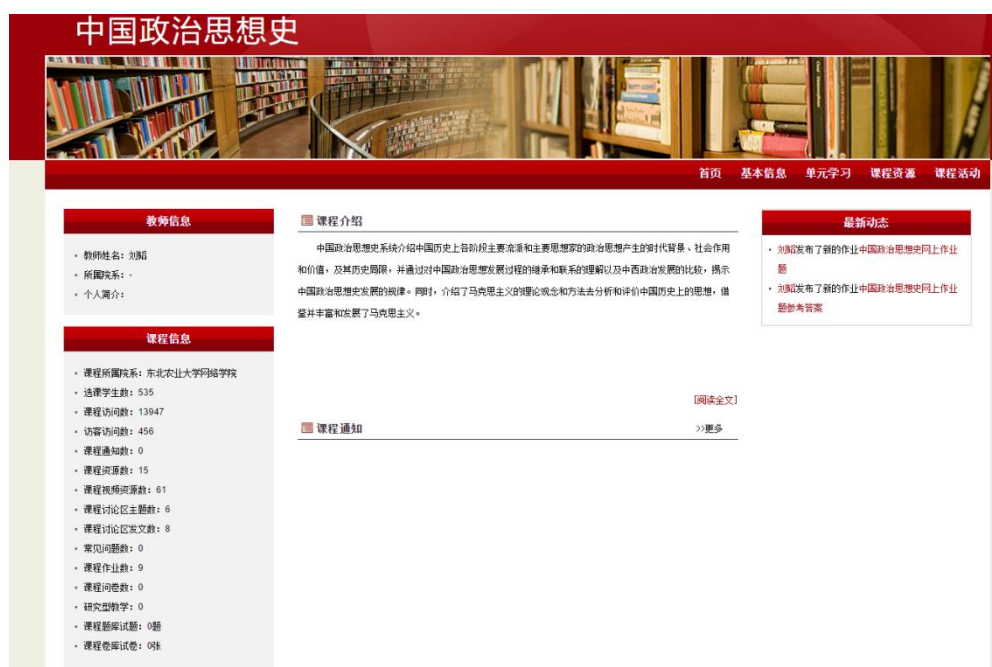 中国政治思想史
首页 基本信息 单元学习 课程资源 课程活动
教师信息
• 教师姓名：刘韬
• 所属院系：-
• 个人简介：
课程信息
• 课程所属院系：东北农业大学网络学院
• 选课学生数：535
• 课程访问数：13947
• 访客访问数：456
• 课程通知数：0
• 课程资源数：15
• 课程视频资源数：61
• 课程讨论区主题数：6
• 课程讨论区发文数：8
• 常见问题数：0
• 课程作业数：9
• 课程问卷数：0
• 研究型教学：0
• 课程题库试题：0题
• 课程卷库试卷：0张
课程介绍
中国政治思想史系统介绍中国历史上各阶段主要流派和主要思想家的政治思想产生的时代背景、社会作用
和价值，及其历史局限，并通过对中国政治思想发展过程的继承和联系的理解以及中西政治发展的比较，揭示
中国政治思想史发展的规律。同时，介绍了马克思主义的理论观念和方法去分析和评价中国历史上的思想，借
鉴并丰富和发展了马克思主义。
[阅读全文]
课程通知 >>更多
最新动态
• 刘韬发布了新的作业中国政治思想史网上作业
题
• 刘韬发布了新的作业中国政治思想史网上作业
题参考答案